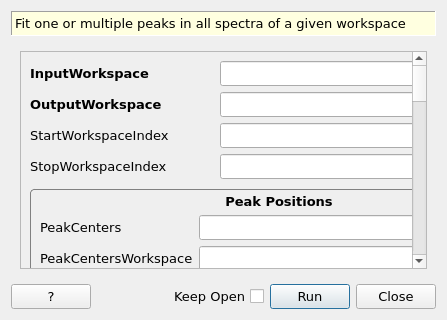 Fit one or multiple peaks in all spectra of a given workspace
InputWorkspace
OutputWorkspace
StartWorkspaceIndex
StopWorkspaceIndex
Peak Positions
PeakCenters
PeakCentersWorkspace
? Keep Open Run Close